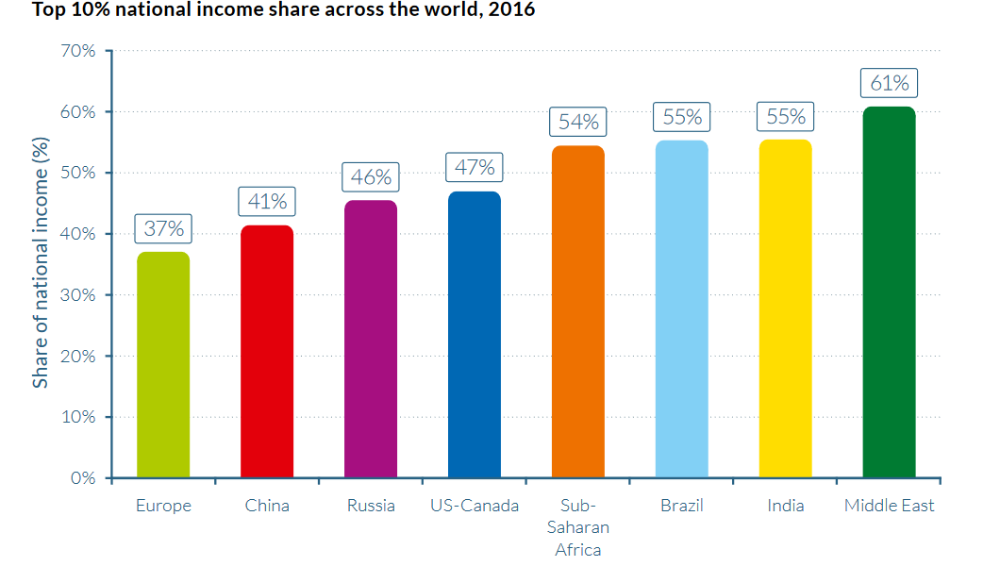 Top 10% national income share across the world, 2016
Share of national income (%)
70%
60%
50%
40%
30%
20%
10%
0%
37%
41%
46%
47%
54%
55%
55%
61%
Europe
China
Russia
US-Canada
Sub-
Saharan
Africa
Brazil
India
Middle East